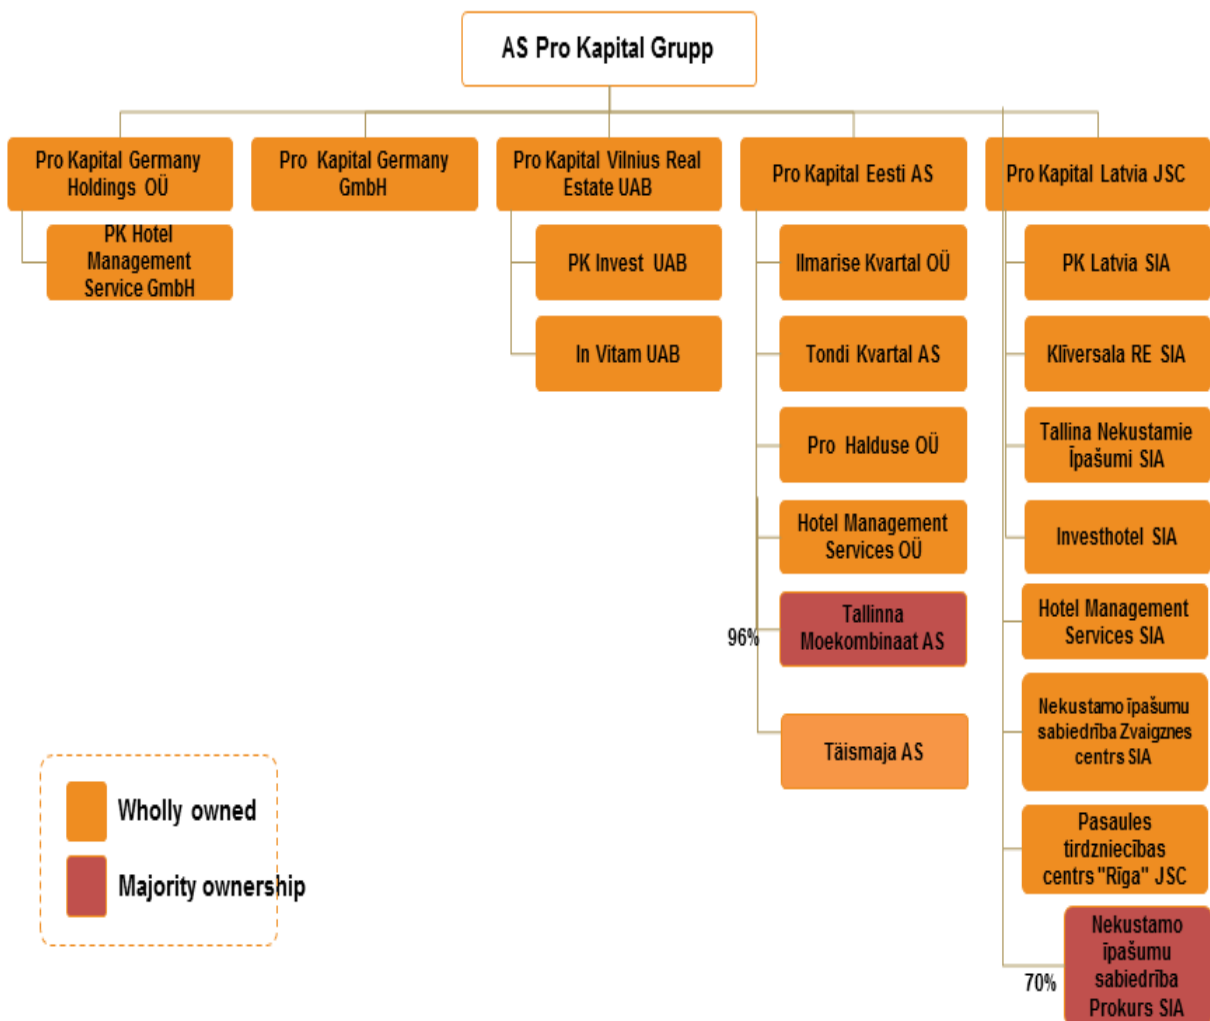 AS Pro Kapital Grupp
Pro Kapital Germany
Holdings OÜ
Pro Kapital Germany
GmbH
Pro Kapital Vilnius Real
Estate UAB
Pro Kapital Eesti AS
Pro Kapital Latvia JSC
PK Hotel
Management
Service GmbH
PK Invest UAB
In Vitam UAB
Ilmarise Kvartal OÜ
Tondi Kvartal AS
Pro Halduse OÜ
Hotel Management
Services OÜ
96%
Tallinna
Moekombinaat AS
Täismaja AS
PK Latvia SIA
Klīversala RE SIA
Tallina Nekustamie
Īpašumi SIA
Investhotel SIA
Hotel Management
Services SIA
Nekustamo īpašumu
sabiedrība Zvaigznes
centrs SIA
Pasaules
tirdzniecības
centrs "Rīga" JSC
70%
Nekustamo
īpašumu
sabiedrība
Prokurs SIA
Wholly owned
Majority ownership